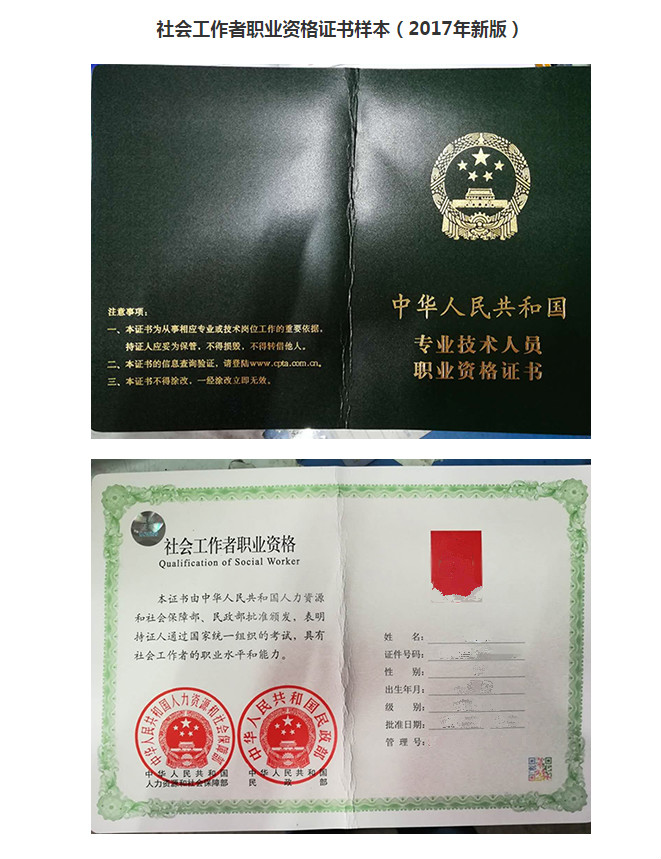 社会工作者职业资格证书样本（2017年新版）
注意事项：
一、本证书为从事相应专业或技术岗位工作的重要依据。
持证人应妥为保管，不得损毁，不得转借他人。
二、本证书的信息查询验证，请登陆www.cpta.com.cn。
三、本证书不得涂改，一经涂改立即无效。
中华人民共和国
专业技术人员
职业资格证书
社会工作者职业资格
Qualification of Social Worker
本证书由中华人民共和国人力资源
和社会保障部、民政部批准颁发，表明
持证人通过国家统一组织的考试，具有
社会工作者的职业水平和能力。
中华人民共和国人力资源和社会保障部
中华人民共和国民政部
中华人民共和国
人力资源和社会保障部
中华人民共和国
民政部
姓名：
证件号码：
性别：
出生年月：
级别：
批准日期：
管理号：